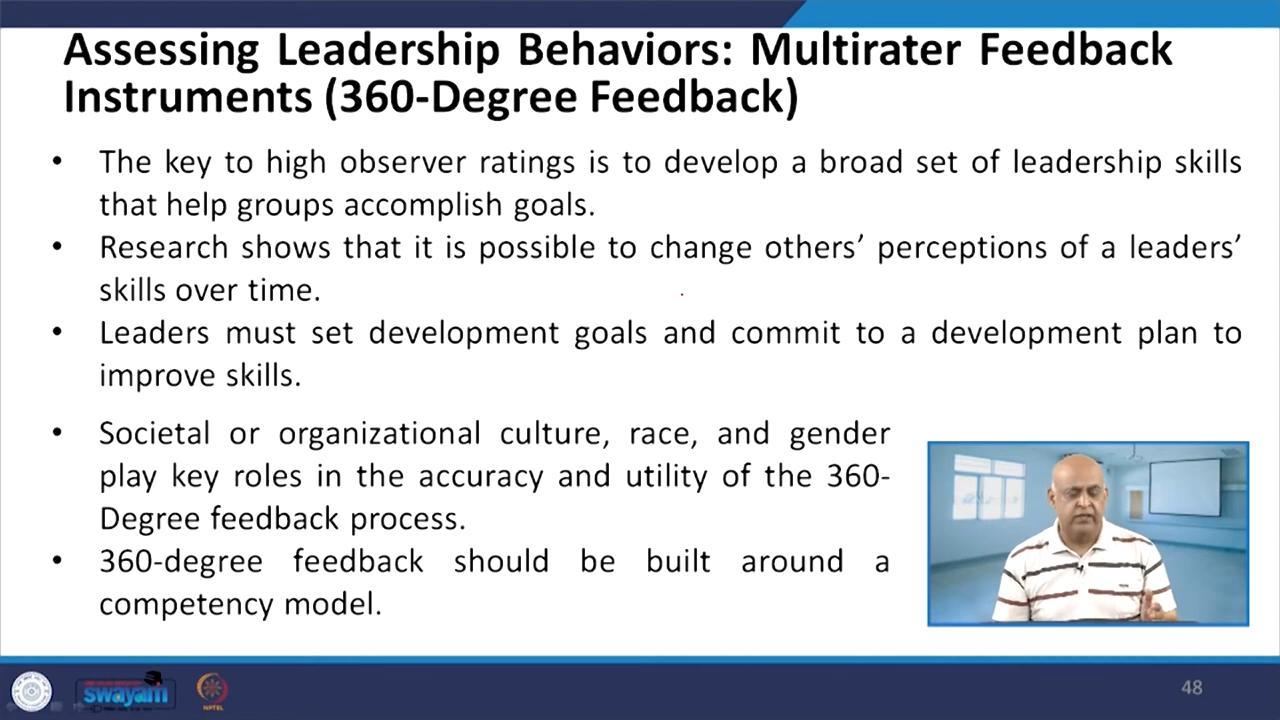 Assessing Leadership Behaviors: Multirater Feedback
Instruments (360-Degree Feedback)
• The key to high observer ratings is to develop a broad set of leadership skills
that help groups accomplish goals.
• Research shows that it is possible to change others’ perceptions of a leaders’
skills over time.
• Leaders must set development goals and commit to a development plan to
improve skills.
• Societal or organizational culture, race, and gender
play key roles in the accuracy and utility of the 360-
Degree feedback process.
• 360-degree feedback should be built around a
competency model.
swayam
NPTEL
48